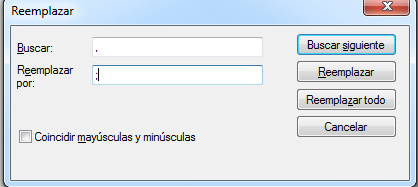 Reemplazar
Buscar: ,
Buscar siguiente
Reemplazar por: ;
Reemplazar
Reemplazar todo
Cancelar
Coincidir mayúsculas y minúsculas